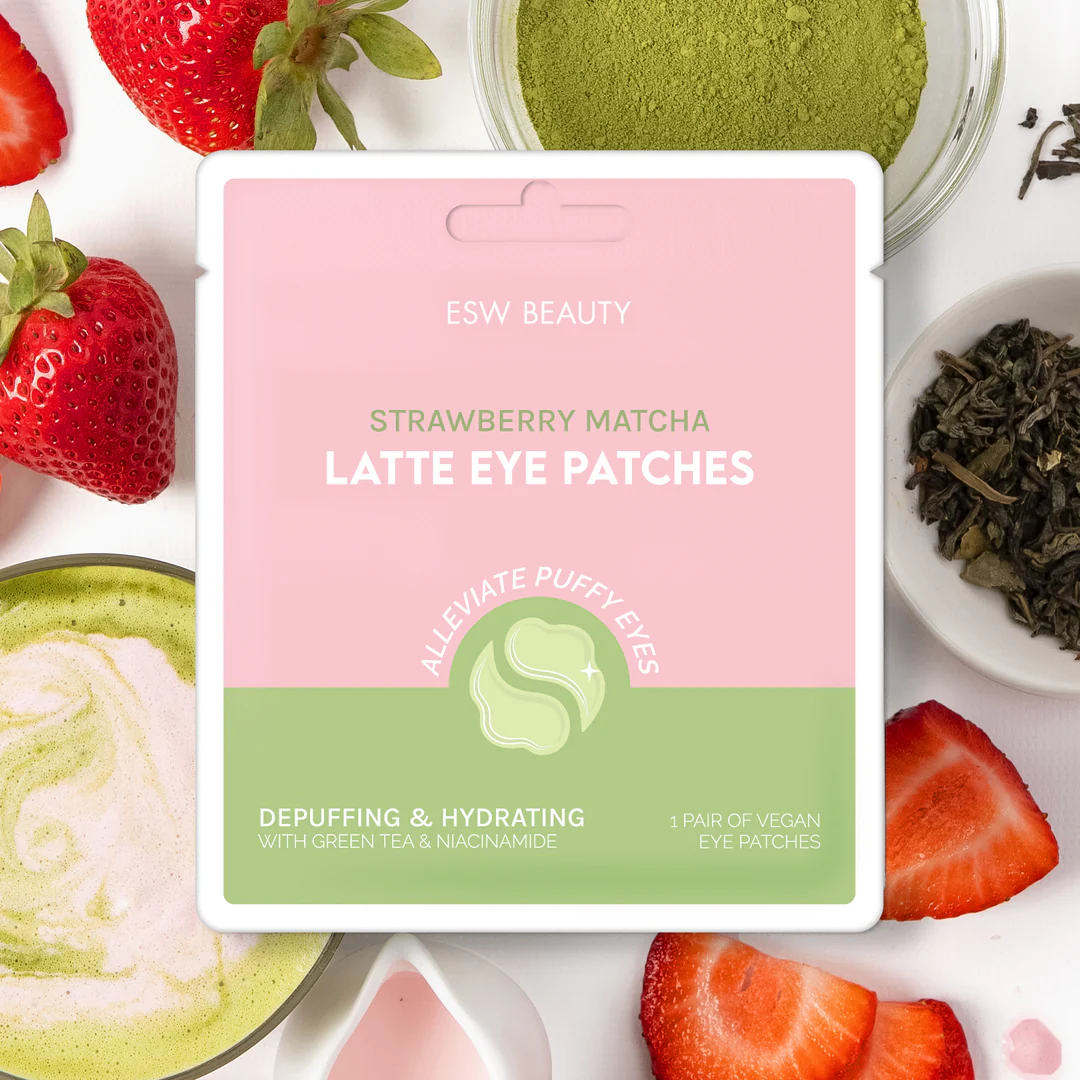 ESW BEAUTY
STRAWBERRY MATCHA
LATTE EYE PATCHES
ALLEVIATE PUFFY EYES
DEPUFFING & HYDRATING
WITH GREEN TEA & NIACINAMIDE
1 PAIR OF VEGAN
EYE PATCHES